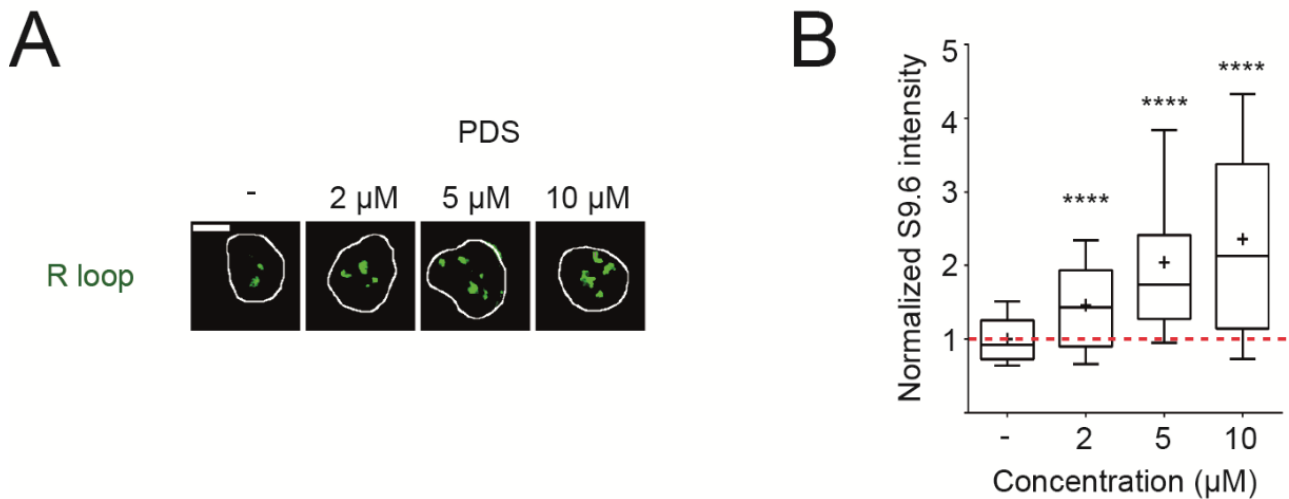 A
PDS
- 2 µM 5 µM 10 µM
R loop
B
Normalized S9.6 intensity
5
4
3
2
1
****
****
****
- 2 5 10
Concentration (µM)